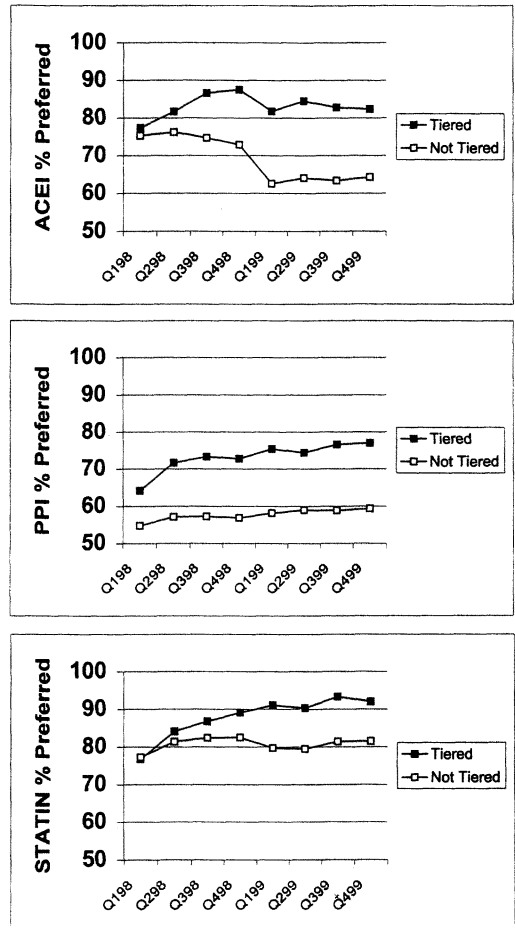 ACEI % Preferred
100
90
80
70
60
50
Q198
Q298
Q398
Q498
Q199
Q299
Q399
Q499
Tiered
Not Tiered
PPI % Preferred
100
90
80
70
60
50
Q198
Q298
Q398
Q498
Q199
Q299
Q399
Q499
Tiered
Not Tiered
STATIN % Preferred
100
90
80
70
60
50
Q198
Q298
Q398
Q498
Q199
Q299
Q399
Q499
Tiered
Not Tiered